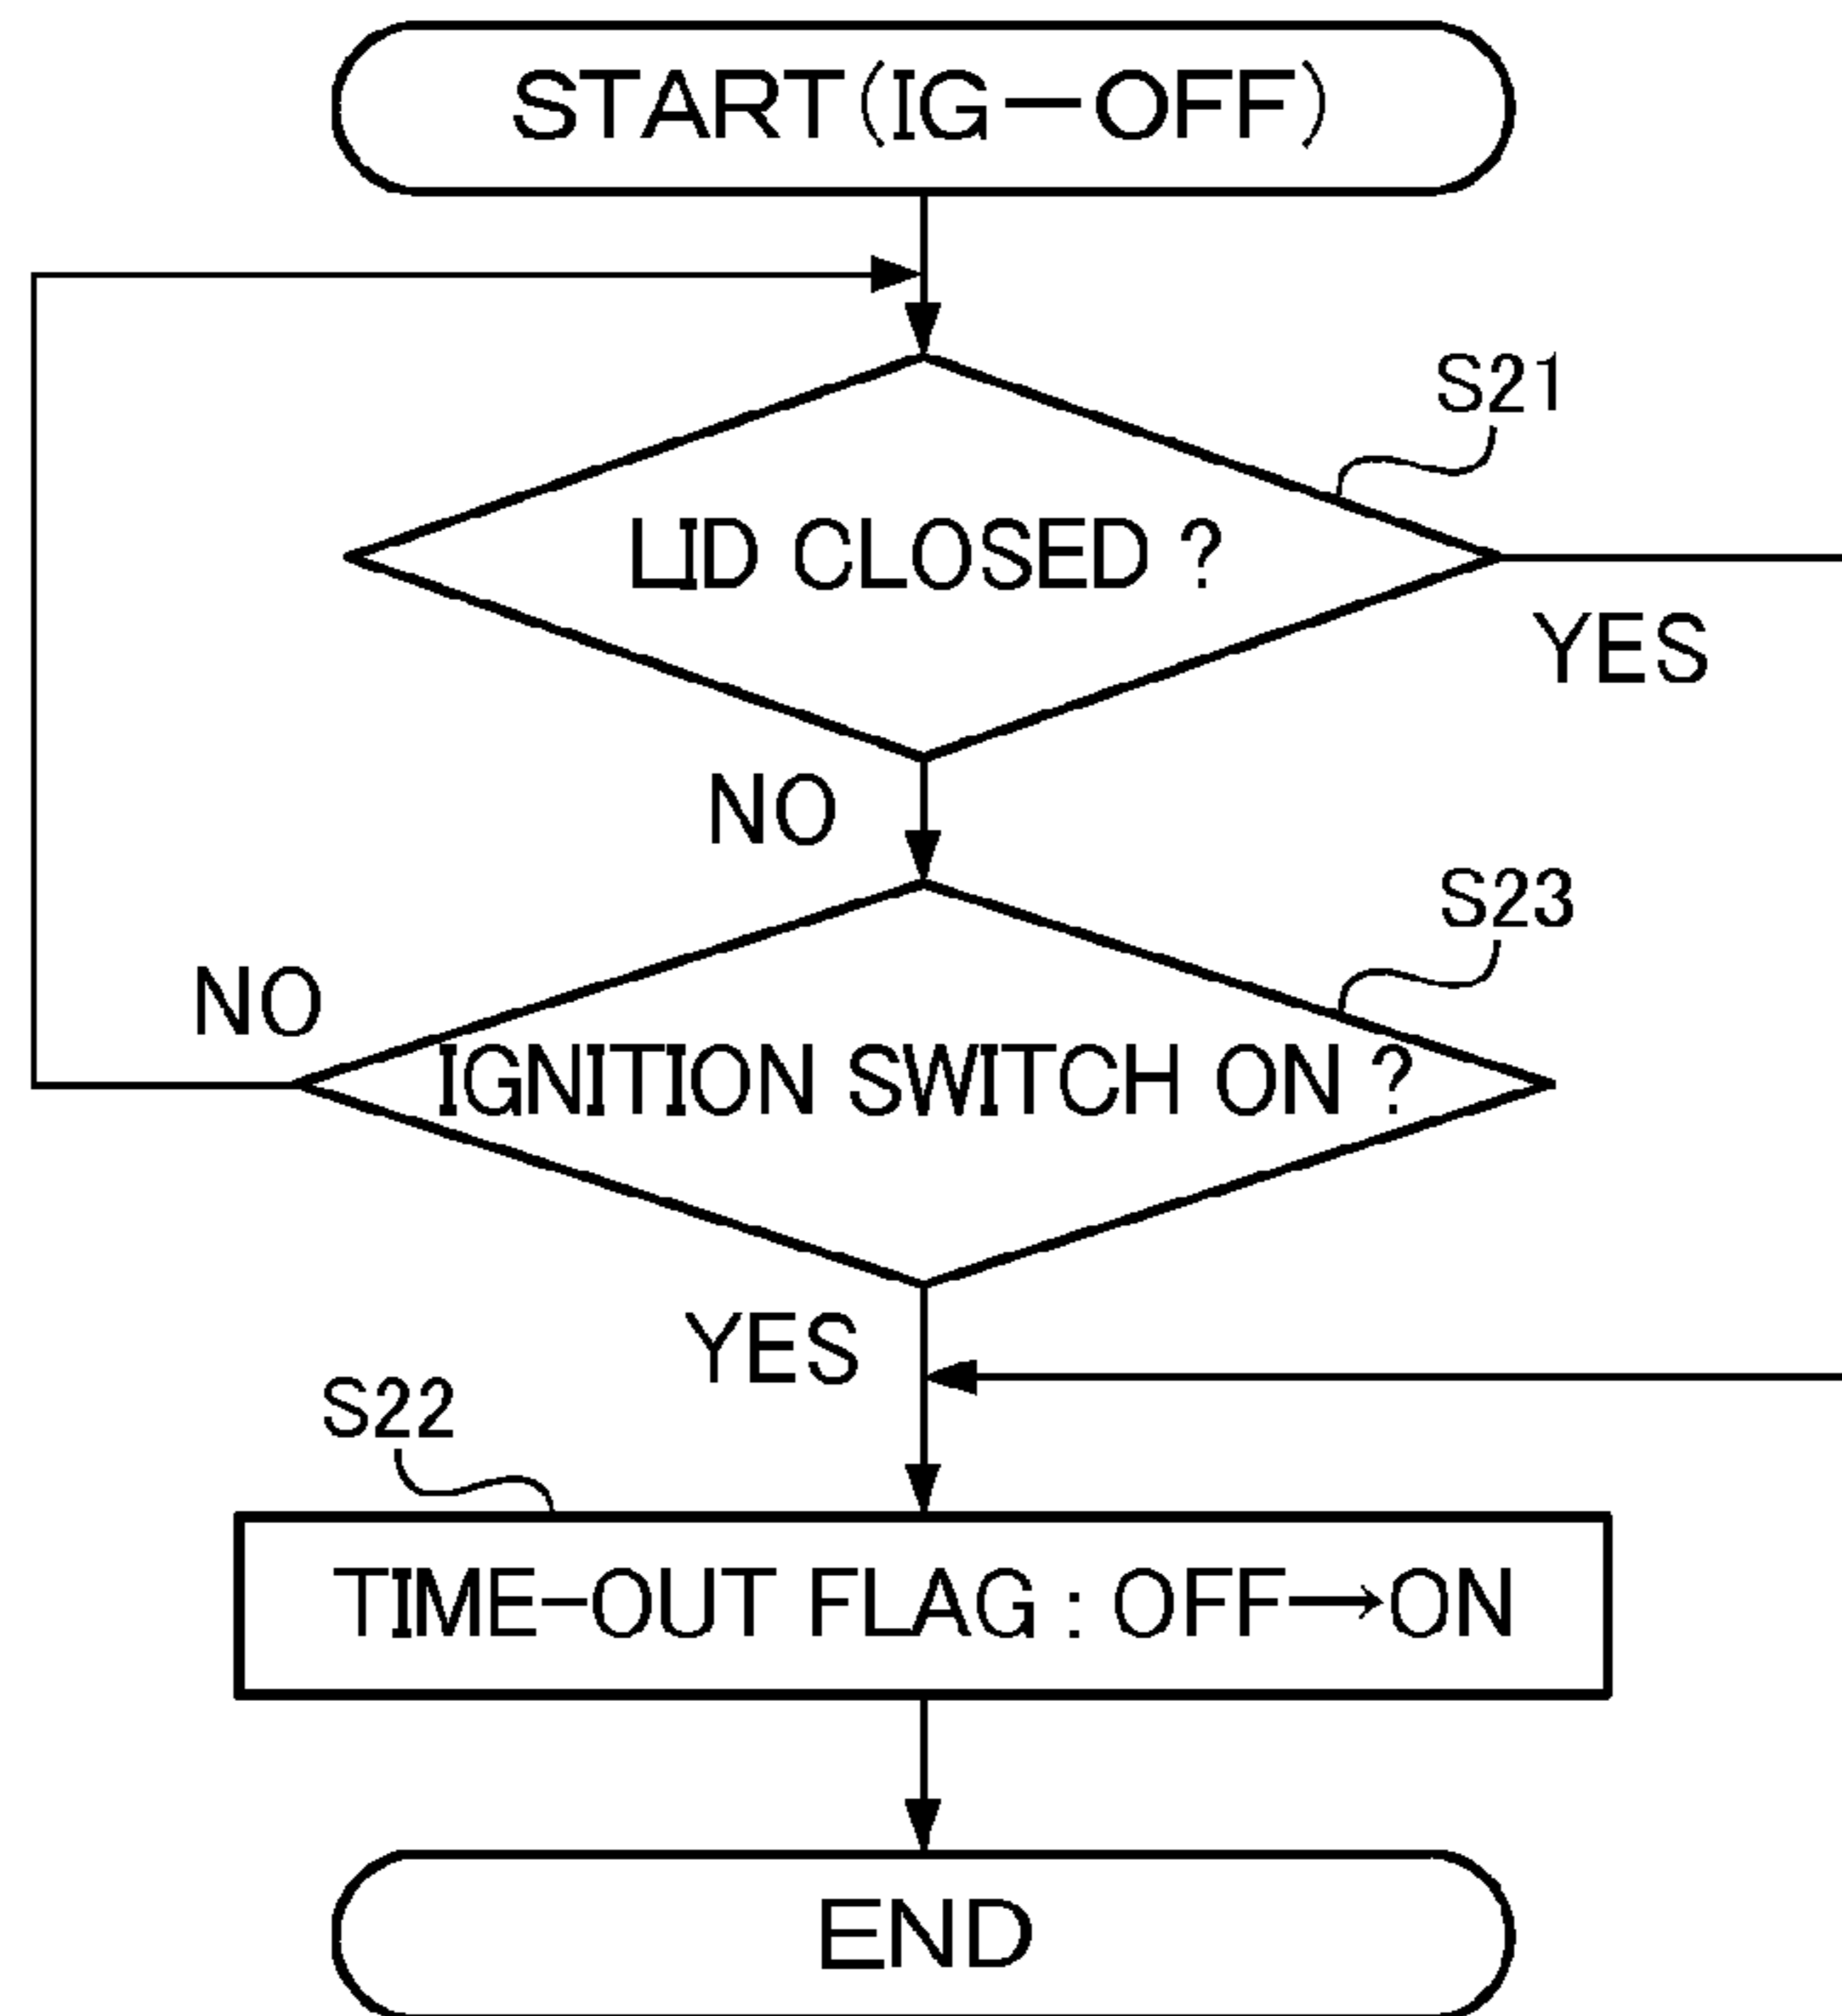 START(IG－OFF)
S21
LID CLOSED ?
YES
NO
S23
NO
IGNITION SWITCH ON ?
YES
S22
TIME−OUT FLAG : OFF→ON
END